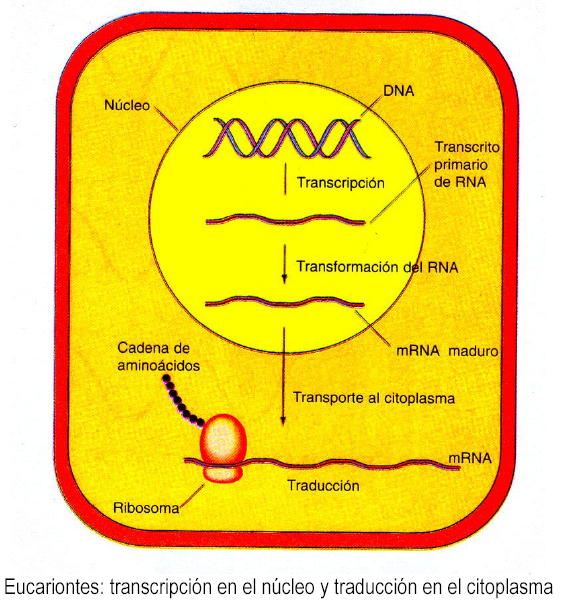 DNA
Núcleo
Transcrito
primario
de RNA
Transcripción
Transformación del RNA
mRNA maduro
Cadena de
aminoácidos
Transporte al citoplasma
mRNA
Traducción
Ribosoma
Eucariontes: transcripción en el núcleo y traducción en el citoplasma